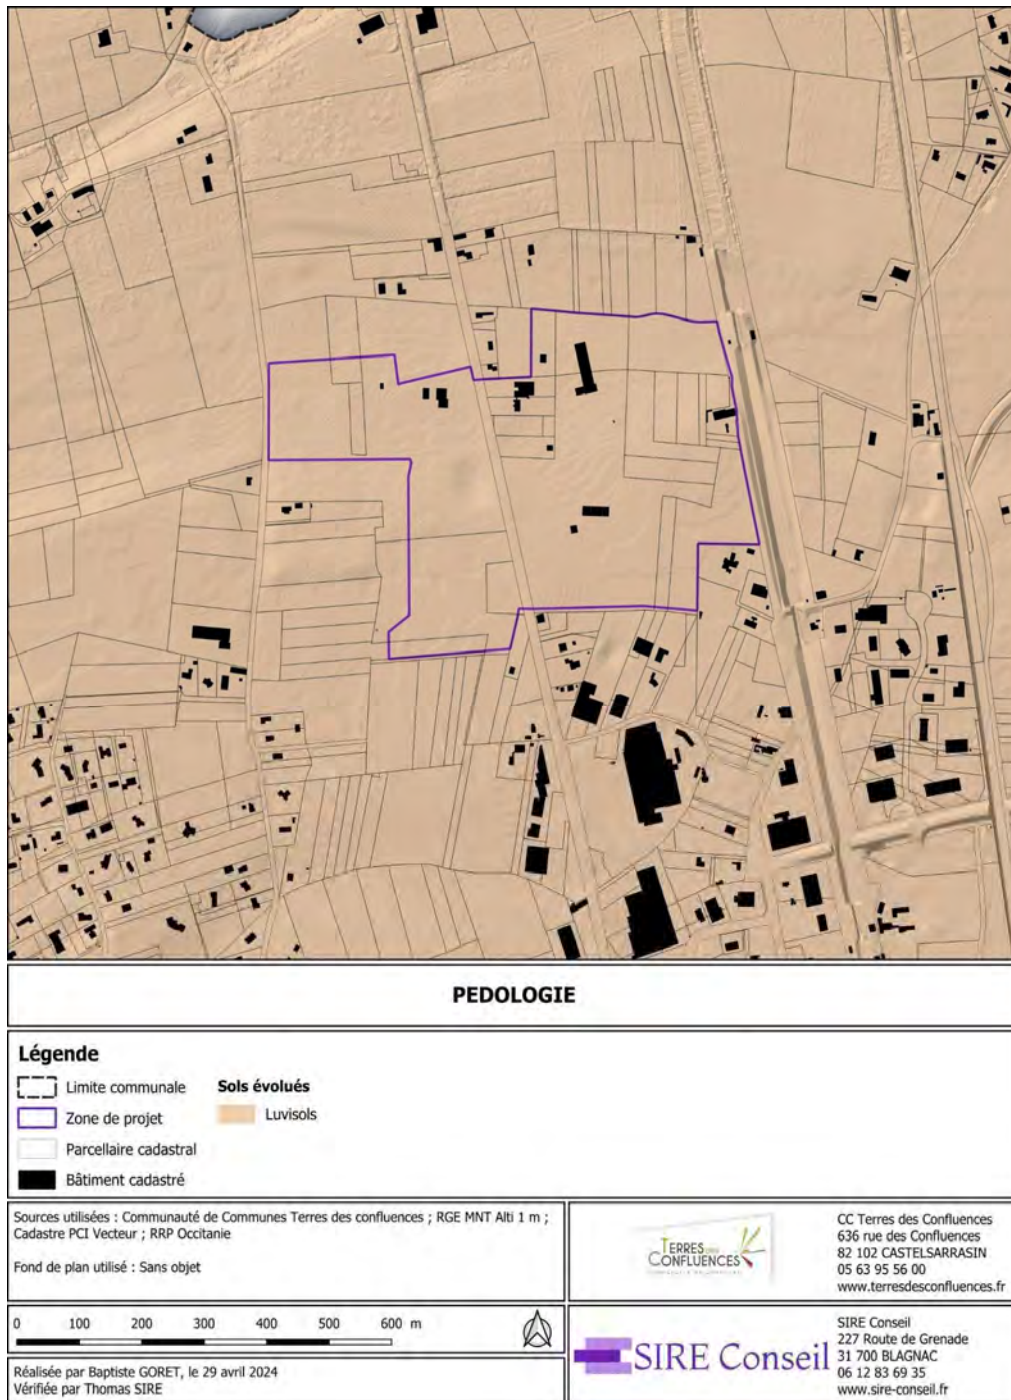 PEDOLOGIE
Légende
Limite communale
Zone de projet
Parcellaire cadastral
Bâtiment cadastré
Sols évolués
Luvisols
Sources utilisées : Communauté de Communes Terres des confluences ; RGE MNT Alti 1 m ;
Cadastre PCI Vecteur ; RRP Occitanie
Fond de plan utilisé : Sans objet
TERRES DES
CONFLUENCES
CC Terres des Confluences
636 rue des Confluences
82 102 CASTELSARRASIN
05 63 95 56 00
www.terresdesconfluences.fr
0 100 200 300 400 500 600 m
Réalisée par Baptiste GORET, le 29 avril 2024
Vérifiée par Thomas SIRE
SIRE Conseil
SIRE Conseil
227 Route de Grenade
31 700 BLAGNAC
06 12 83 69 35
www.sire-conseil.fr